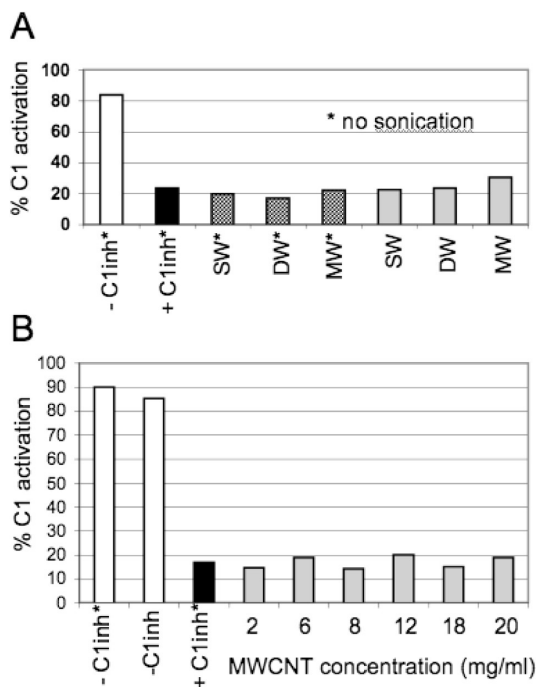 A
% C1 activation
100
80
60
40
20
0
* no sonication
- C1inh*
+ C1inh*
SW*
DW*
MW*
SW
DW
MW
B
% C1 activation
100
90
80
70
60
50
40
30
20
10
0
- C1inh*
-C1inh
+ C1inh*
2 6 8 12 18 20
MWCNT concentration (mg/ml)